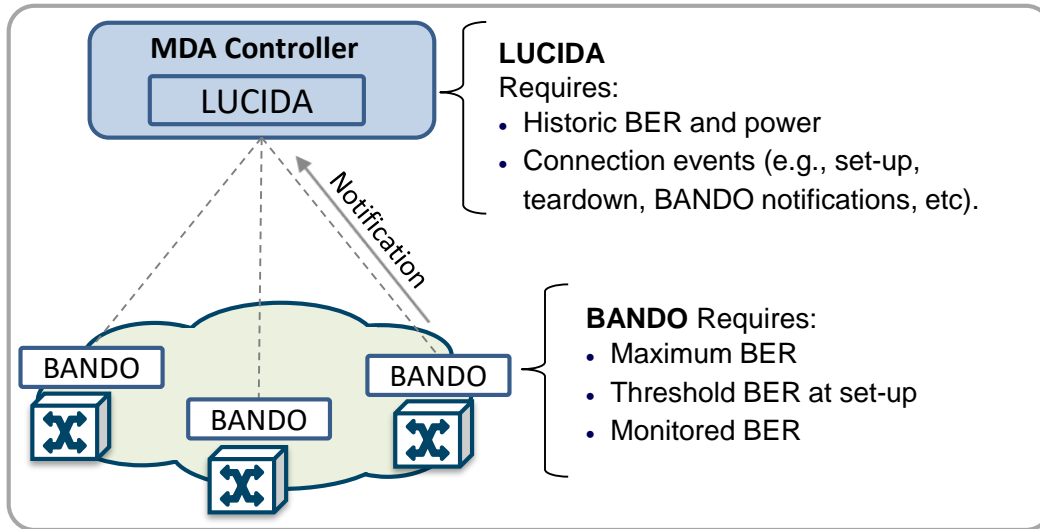 MDA Controller
LUCIDA
LUCIDA
Requires:
• Historic BER and power
• Connection events (e.g., set-up,
teardown, BANDO notifications, etc).
Notification
BANDO
BANDO
BANDO
BANDO Requires:
• Maximum BER
• Threshold BER at set-up
• Monitored BER